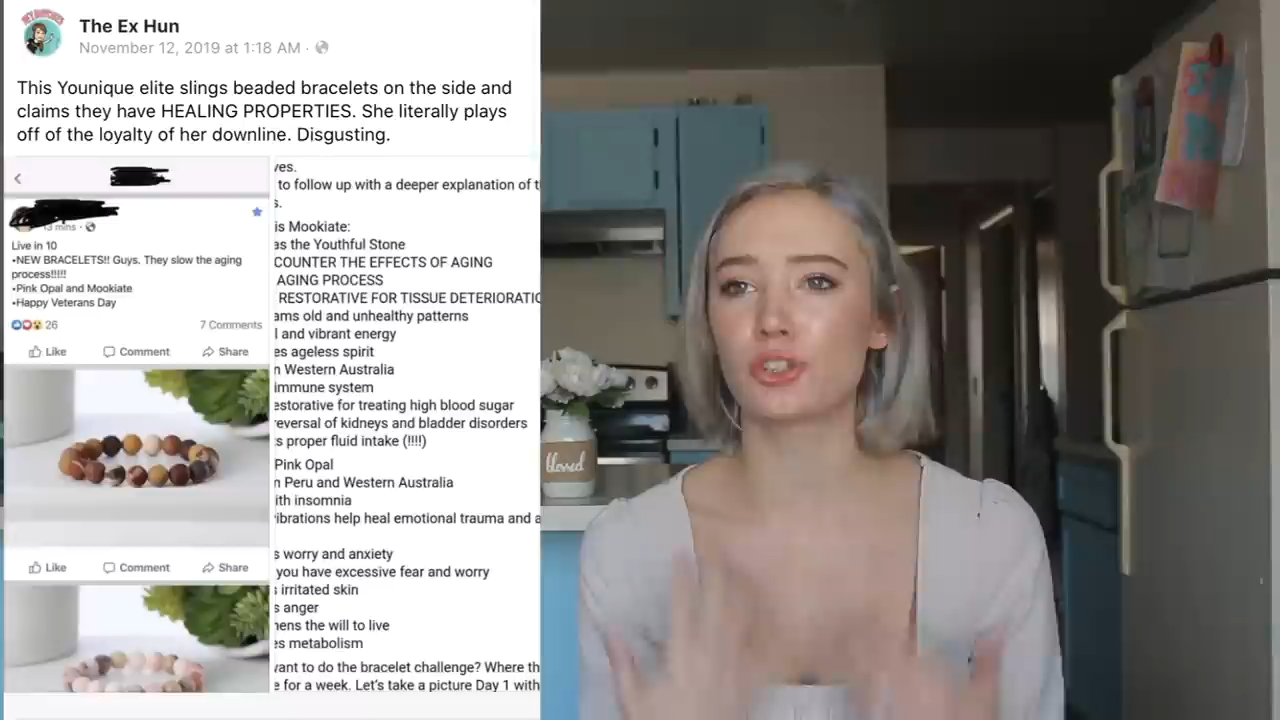 The Ex Hun
November 12, 2019 at 1:18 AM ·
This Younique elite slings beaded bracelets on the side and
claims they have HEALING PROPERTIES. She literally plays
off of the loyalty of her downline. Disgusting.
13 mins ·
Live in 10
•NEW BRACELETS!! Guys. They slow the aging
process!!!!!
•Pink Opal and Mookiate
•Happy Veterans Day
26
7 Comments
Like Comment Share
Like Comment Share
to follow up with a deeper explanation of
is Mookiate:
as the Youthful Stone
COUNTER THE EFFECTS OF AGING
AGING PROCESS
RESTORATIVE FOR TISSUE DETERIORATIO
old and unhealthy patterns
and vibrant energy
ageless spirit
Western Australia
immune system
estorative for treating high blood sugar
eversal of kidneys and bladder disorders
proper fluid intake (!!!!)
Pink Opal
Peru and Western Australia
insomnia
ibrations help heal emotional trauma and
worry and anxiety
you have excessive fear and worry
irritated skin
anger
the will to live
metabolism
ant to do the bracelet challenge? Where
for a week. Let's take a picture Day 1 with
blessed